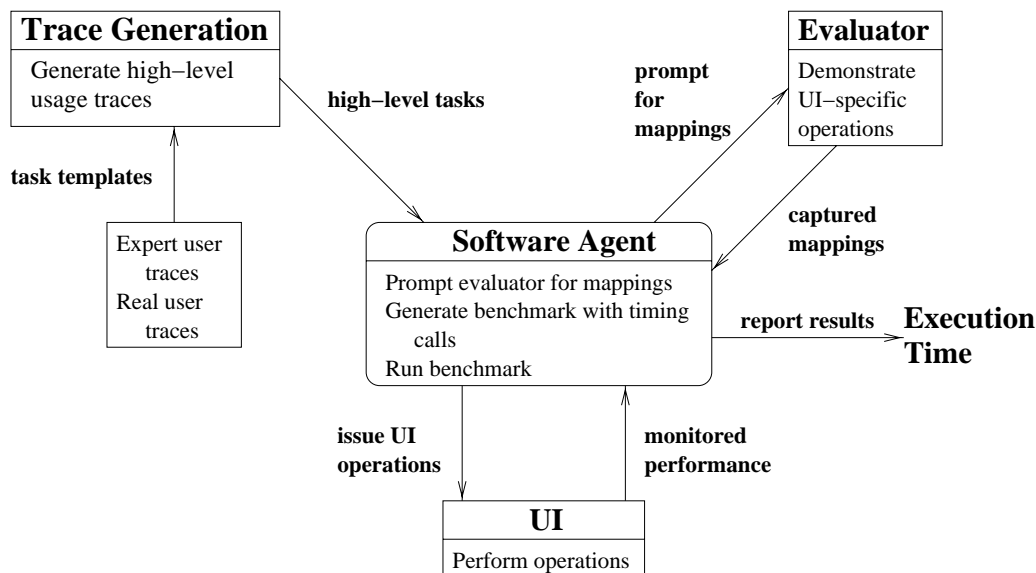 Trace Generation
Generate high−level
usage traces
high−level tasks
prompt
for
mappings
Evaluator
Demonstrate
UI−specific
operations
task templates
Expert user
traces
Real user
traces
captured
mappings
Software Agent
Prompt evaluator for mappings
Generate benchmark with timing
calls
Run benchmark
report results
Execution
Time
issue UI
operations
monitored
performance
UI
Perform operations